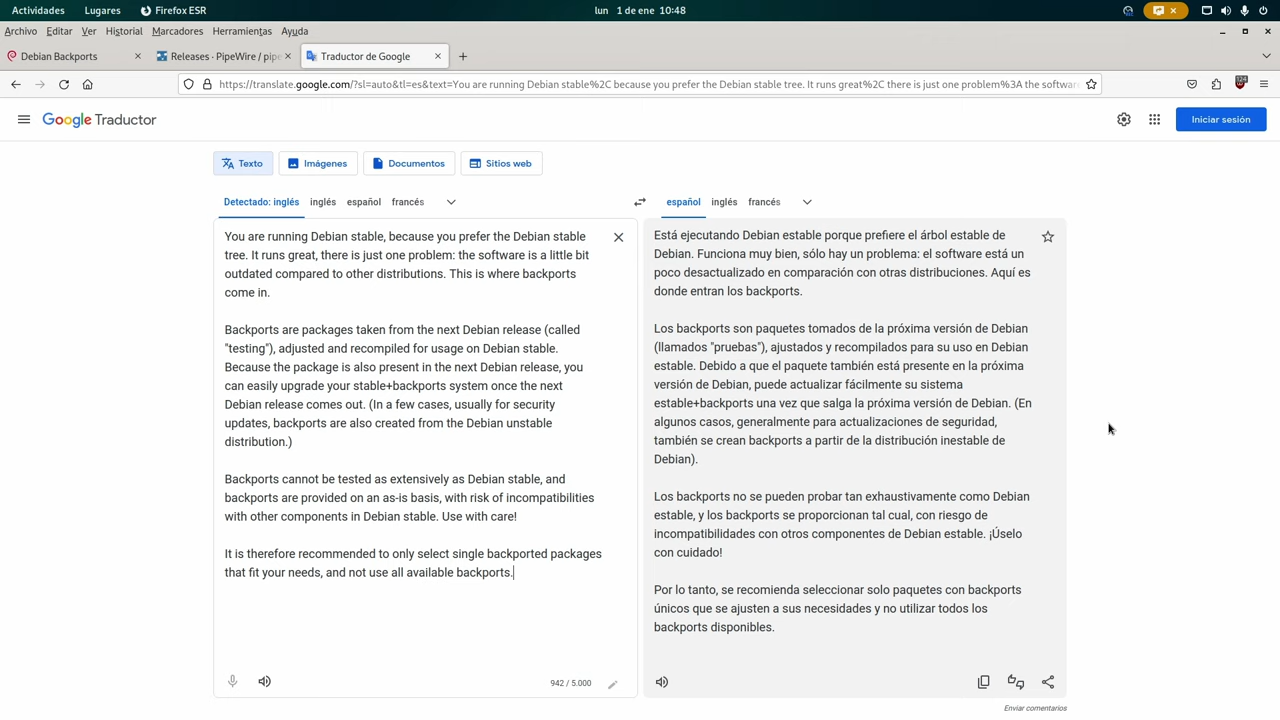 Actividades Lugares Firefox ESR lun 1 de ene 10:48
Archivo Editar Ver Historial Marcadores Herramientas Ayuda
Debian Backports Releases · PipeWire / pipe Traductor de Google
https://translate.google.com/?sl=auto&tl=es&text=You are running Debian stable%2C because you prefer the Debian stable tree. It runs great%2C there is just one problem%3A the softwar
124
Google Traductor Iniciar sesión
Texto Imágenes Documentos Sitios web
Detectado: inglés inglés español francés español inglés francés
You are running Debian stable, because you prefer the Debian stable
tree. It runs great, there is just one problem: the software is a little bit
outdated compared to other distributions. This is where backports
come in.
Backports are packages taken from the next Debian release (called
"testing"), adjusted and recompiled for usage on Debian stable.
Because the package is also present in the next Debian release, you
can easily upgrade your stable+backports system once the next
Debian release comes out. (In a few cases, usually for security
updates, backports are also created from the Debian unstable
distribution.)
Backports cannot be tested as extensively as Debian stable, and
backports are provided on an as-is basis, with risk of incompatibilities
with other components in Debian stable. Use with care!
It is therefore recommended to only select single backported packages
that fit your needs, and not use all available backports.
942 / 5.000
Está ejecutando Debian estable porque prefiere el árbol estable de
Debian. Funciona muy bien, sólo hay un problema: el software está un
poco desactualizado en comparación con otras distribuciones. Aquí es
donde entran los backports.
Los backports son paquetes tomados de la próxima versión de Debian
(llamados "pruebas"), ajustados y recompilados para su uso en Debian
estable. Debido a que el paquete también está presente en la próxima
versión de Debian, puede actualizar fácilmente su sistema
estable+backports una vez que salga la próxima versión de Debian. (En
algunos casos, generalmente para actualizaciones de seguridad,
también se crean backports a partir de la distribución inestable de
Debian).
Los backports no se pueden probar tan exhaustivamente como Debian
estable, y los backports se proporcionan tal cual, con riesgo de
incompatibilidades con otros componentes de Debian estable. ¡Úselo
con cuidado!
Por lo tanto, se recomienda seleccionar solo paquetes con backports
únicos que se ajusten a sus necesidades y no utilizar todos los
backports disponibles.
Enviar comentarios